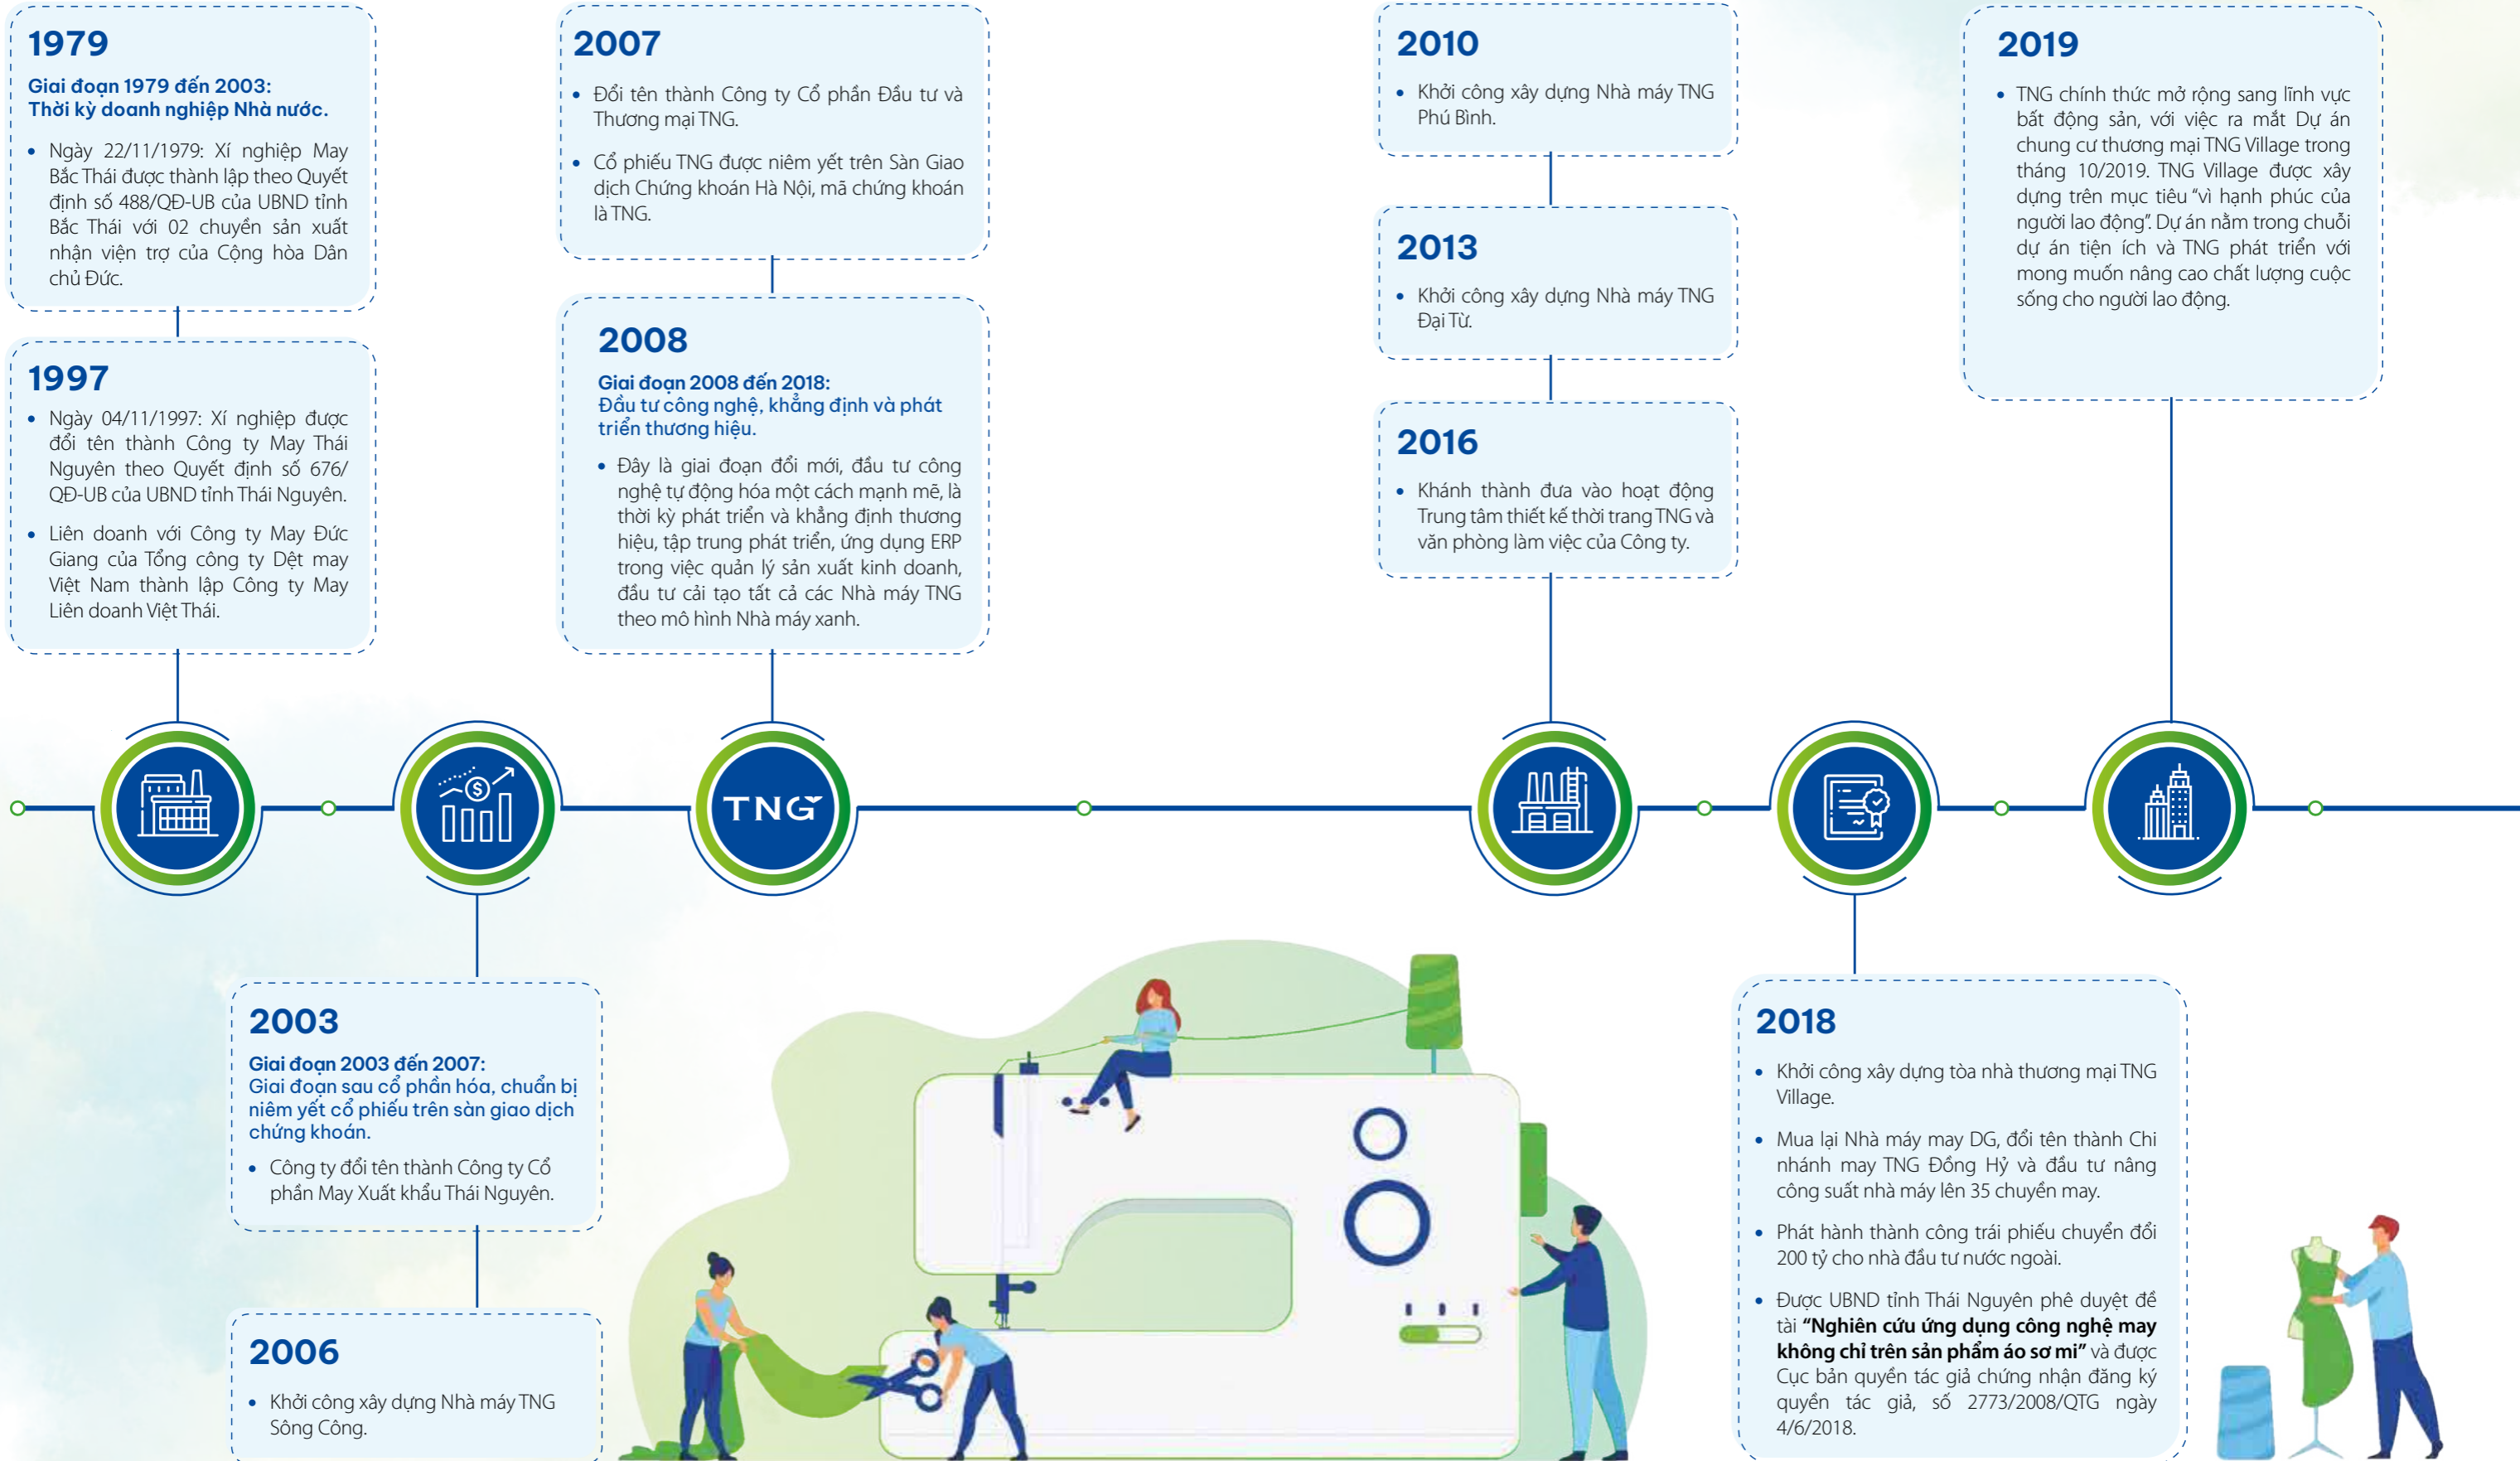 1979
Giai đoạn 1979 đến 2003:
Thời kỳ doanh nghiệp Nhà nước.
• Ngày 22/11/1979: Xí nghiệp May
Bắc Thái được thành lập theo Quyết
định số 488/QĐ-UB của UBND tỉnh
Bắc Thái với 02 chuyền sản xuất
nhận viện trợ của Cộng hòa Dân
chủ Đức.
1997
• Ngày 04/11/1997: Xí nghiệp được
đổi tên thành Công ty May Thái
Nguyên theo Quyết định số 676/
QĐ-UB của UBND tỉnh Thái Nguyên.
• Liên doanh với Công ty May Đức
Giang của Tổng công ty Dệt may
Việt Nam thành lập Công ty May
Liên doanh Việt Thái.
2003
Giai đoạn 2003 đến 2007:
Giai đoạn sau cổ phần hóa, chuẩn bị
niêm yết cổ phiếu trên sàn giao dịch
chứng khoán.
• Công ty đổi tên thành Công ty Cổ
phần May Xuất khẩu Thái Nguyên.
2006
• Khởi công xây dựng Nhà máy TNG
Sông Công.
2007
• Đổi tên thành Công ty Cổ phần Đầu tư và
Thương mại TNG.
• Cổ phiếu TNG được niêm yết trên Sàn Giao
dịch Chứng khoán Hà Nội, mã chứng khoán
là TNG.
2008
Giai đoạn 2008 đến 2018:
Đầu tư công nghệ, khẳng định và phát
triển thương hiệu.
• Đây là giai đoạn đổi mới, đầu tư công
nghệ tự động hóa một cách mạnh mẽ, là
thời kỳ phát triển và khẳng định thương
hiệu, tập trung phát triển, ứng dụng ERP
trong việc quản lý sản xuất kinh doanh,
đầu tư cải tạo tất cả các Nhà máy TNG
theo mô hình Nhà máy xanh.
TNG
2010
• Khởi công xây dựng Nhà máy TNG
Phú Bình.
2013
• Khởi công xây dựng Nhà máy TNG
Đại Từ.
2016
• Khánh thành đưa vào hoạt động
Trung tâm thiết kế thời trang TNG và
văn phòng làm việc của Công ty.
2018
• Khởi công xây dựng tòa nhà thương mại TNG
Village.
• Mua lại Nhà máy may DG, đổi tên thành Chi
nhánh may TNG Đồng Hỷ và đầu tư nâng
công suất nhà máy lên 35 chuyền may.
• Phát hành thành công trái phiếu chuyển đổi
200 tỷ cho nhà đầu tư nước ngoài.
• Được UBND tỉnh Thái Nguyên phê duyệt đề
tài “Nghiên cứu ứng dụng công nghệ may
không chỉ trên sản phẩm áo sơ mi” và được
Cục bản quyền tác giả chứng nhận đăng ký
quyền tác giả, số 2773/2008/QTG ngày
4/6/2018.
2019
• TNG chính thức mở rộng sang lĩnh vực
bất động sản, với việc ra mắt Dự án
chung cư thương mại TNG Village trong
tháng 10/2019. TNG Village được xây
dựng trên mục tiêu “vì hạnh phúc của
người lao động”. Dự án nằm trong chuỗi
dự án tiện ích và TNG phát triển với
mong muốn nâng cao chất lượng cuộc
sống cho người lao động.